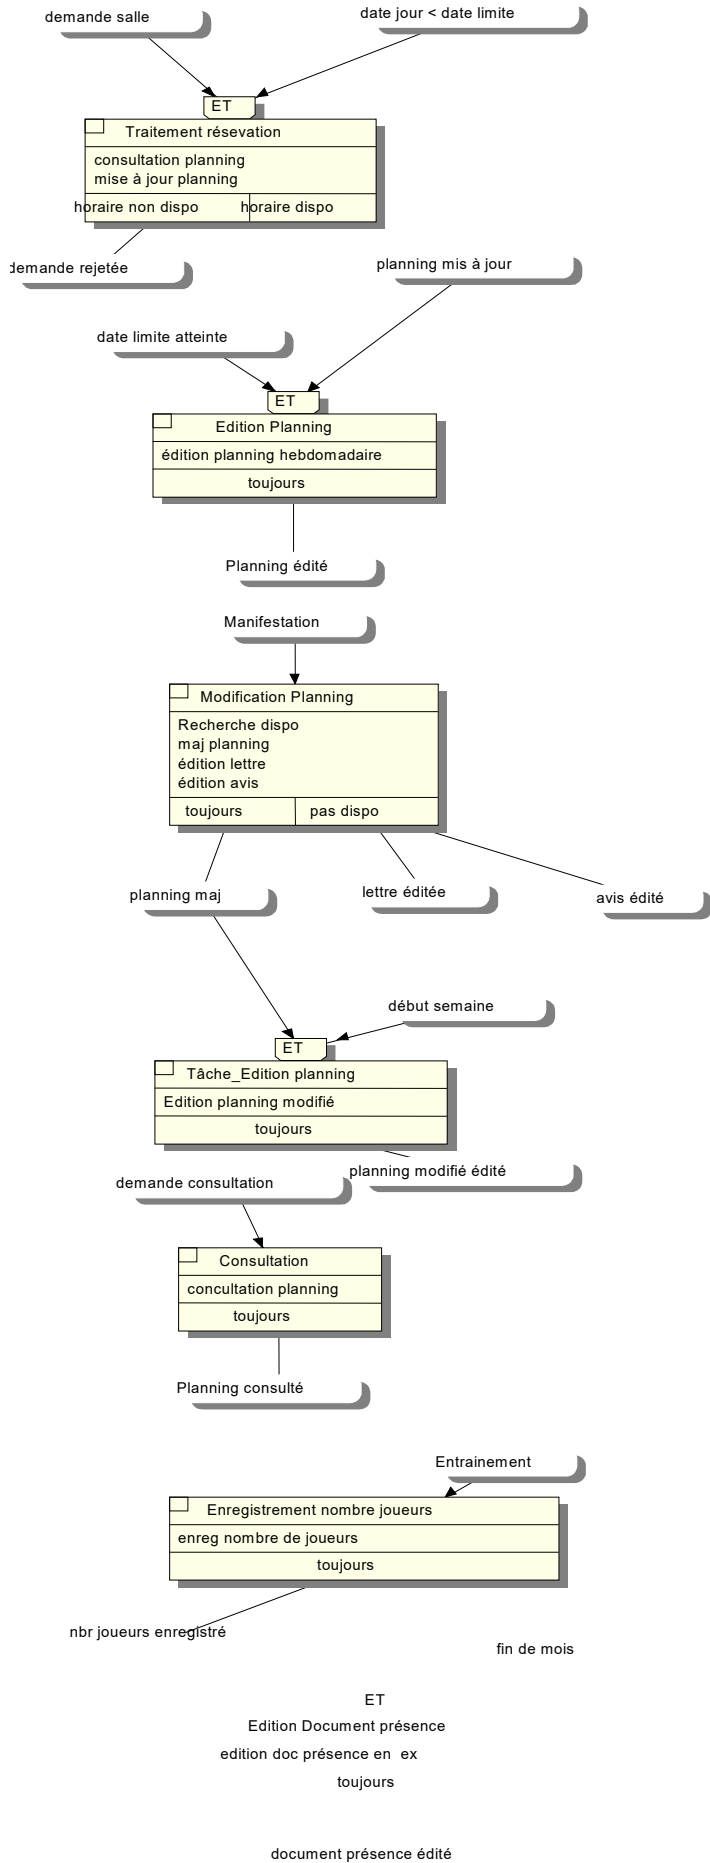 demande salle
date jour < date limite
ET
Traitement résevation
consultation planning
mise à jour planning
horaire non dispo
horaire dispo
demande rejetée
planning mis à jour
date limite atteinte
ET
Edition Planning
édition planning hebdomadaire
toujours
Planning édité
Manifestation
Modification Planning
Recherche dispo
maj planning
édition lettre
édition avis
toujours
pas dispo
planning maj
lettre éditée
avis édité
début semaine
ET
Tâche_Edition planning
Edition planning modifié
toujours
planning modifié édité
demande consultation
Consultation
concultation planning
toujours
Planning consulté
Entrainement
Enregistrement nombre joueurs
enreg nombre de joueurs
toujours
nbr joueurs enregistré
fin de mois
ET
Edition Document présence
edition doc présence en  ex
toujours
document présence édité